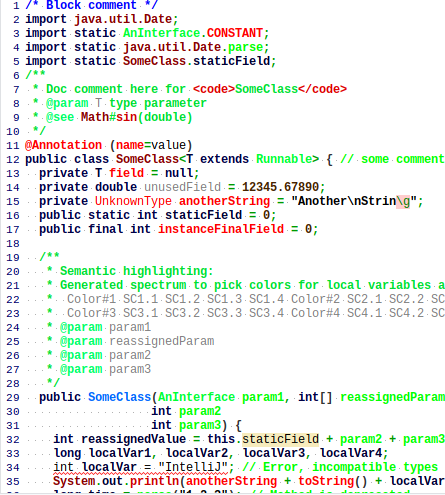 1 /* Block comment */
2 import java.util.Date;
3 import static AnInterface.CONSTANT;
4 import static java.util.Date.parse;
5 import static SomeClass.staticField;
6 /**
7  * Doc comment here for <code>SomeClass</code>
8  * @param T type parameter
9  * @see Math#sin(double)
10  */
11 @Annotation (name=value)
12 public class SomeClass<T extends Runnable> { // some comment
13   private T field = null;
14   private double unusedField = 12345.67890;
15   private UnknownType anotherString = "Another\nStrin\g";
16   public static int staticField = 0;
17   public final int instanceFinalField = 0;
18
19   /**
20    * Semantic highlighting:
21    * Generated spectrum to pick colors for local variables a
22    *  Color#1 SC1.1 SC1.2 SC1.3 SC1.4 Color#2 SC2.1 SC2.2 SC
23    *  Color#3 SC3.1 SC3.2 SC3.3 SC3.4 Color#4 SC4.1 SC4.2 SC
24    * @param param1
25    * @param reassignedParam
26    * @param param2
27    * @param param3
28    */
29   public SomeClass(AnInterface param1, int[] reassignedParam
30                   int param2
31                   int param3) {
32     int reassignedValue = this.staticField + param2 + param3
33     long localVar1, localVar2, localVar3, localVar4;
34     int localVar = "IntelliJ"; // Error, incompatible types
35     System.out.println(anotherString + toString() + localVar